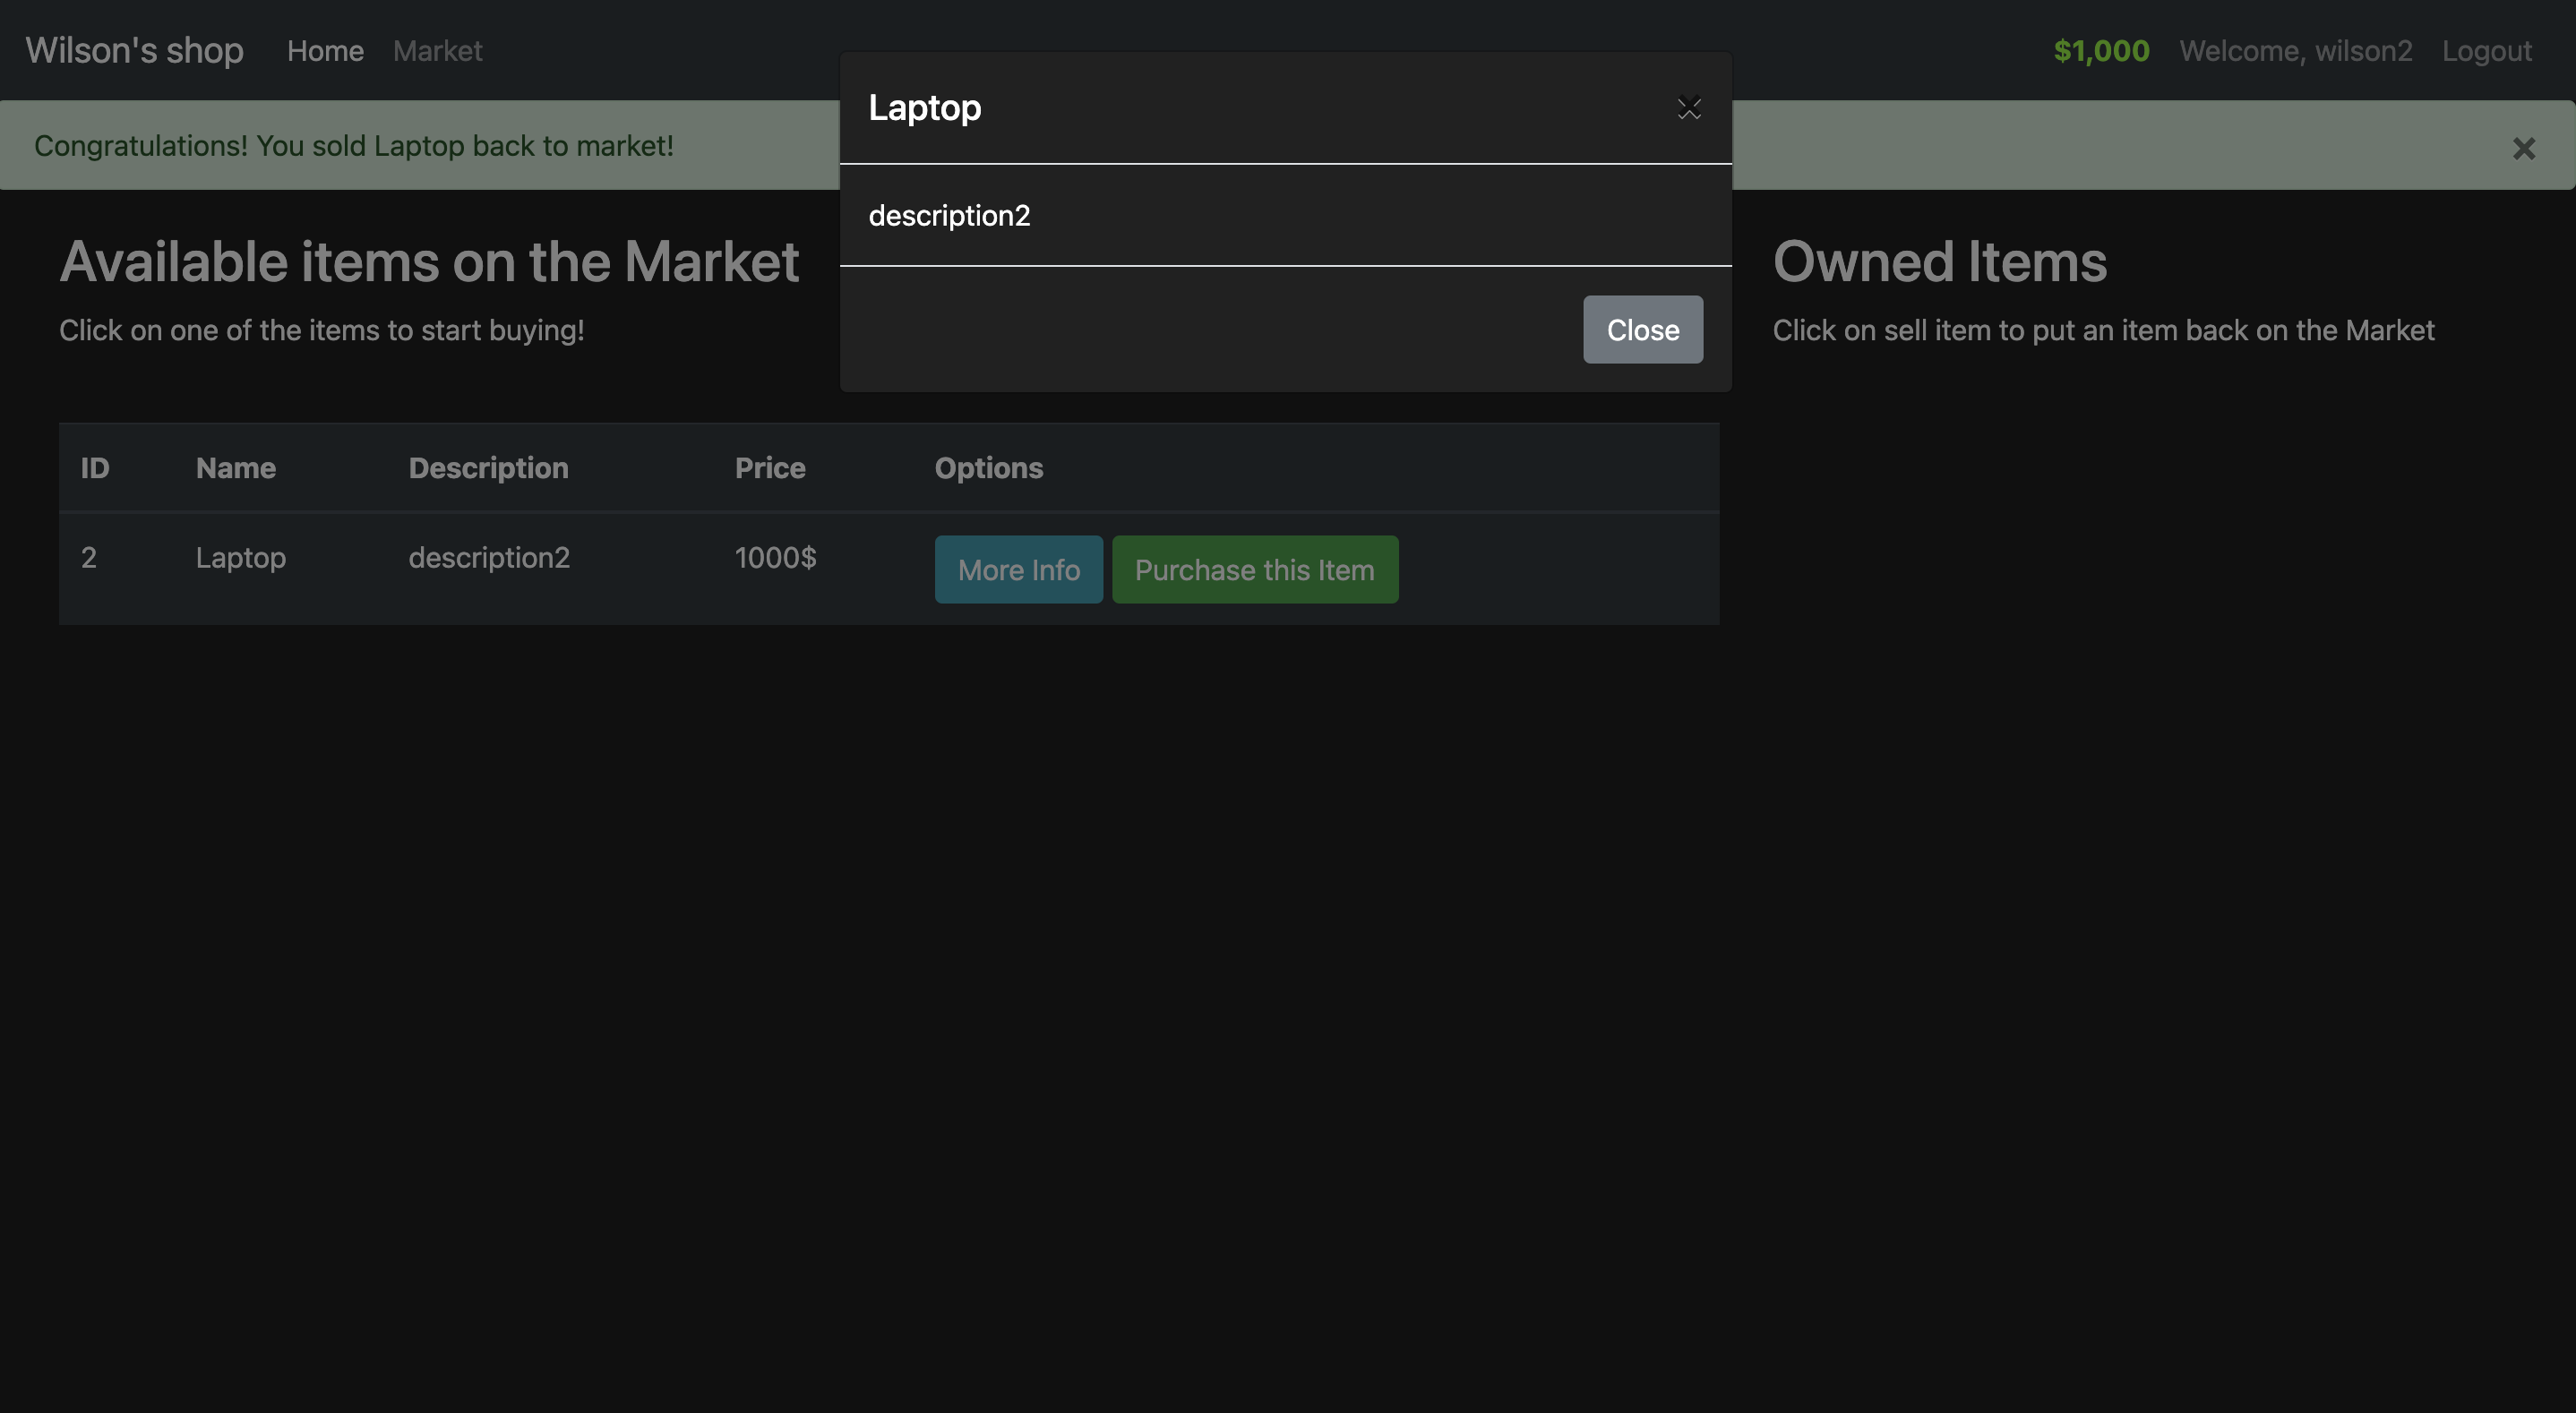 Wilson's shop Home Market $1,000 Welcome, wilson2 Logout
Laptop ×
Congratulations! You sold Laptop back to market! ×
description2
Available items on the Market
Click on one of the items to start buying!
Owned Items
Click on sell item to put an item back on the Market
Close
ID Name Description Price Options
2 Laptop description2 1000$ More Info Purchase this Item